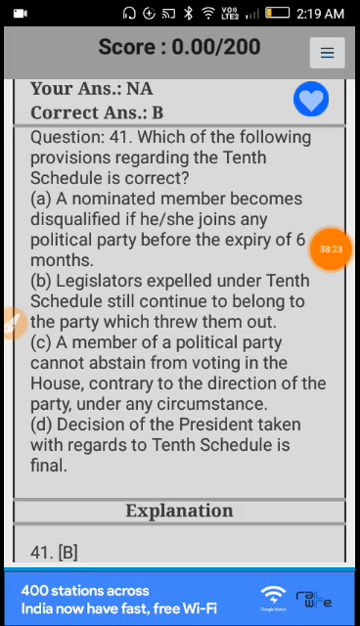 VoB
LTE2
2:19 AM
Score : 0.00/200
Your Ans.: NA
Correct Ans.: B
Question: 41. Which of the following
provisions regarding the Tenth
Schedule is correct?
(a) A nominated member becomes
disqualified if he/she joins any
political party before the expiry of 6
months.
38:23
(b) Legislators expelled under Tenth
Schedule still continue to belong to
the party which threw them out.
(c) A member of a political party
cannot abstain from voting in the
House, contrary to the direction of the
party, under any circumstance.
(d) Decision of the President taken
with regards to Tenth Schedule is
final.
Explanation
41. [B]
400 stations across
India now have fast, free Wi-Fi
Google Station